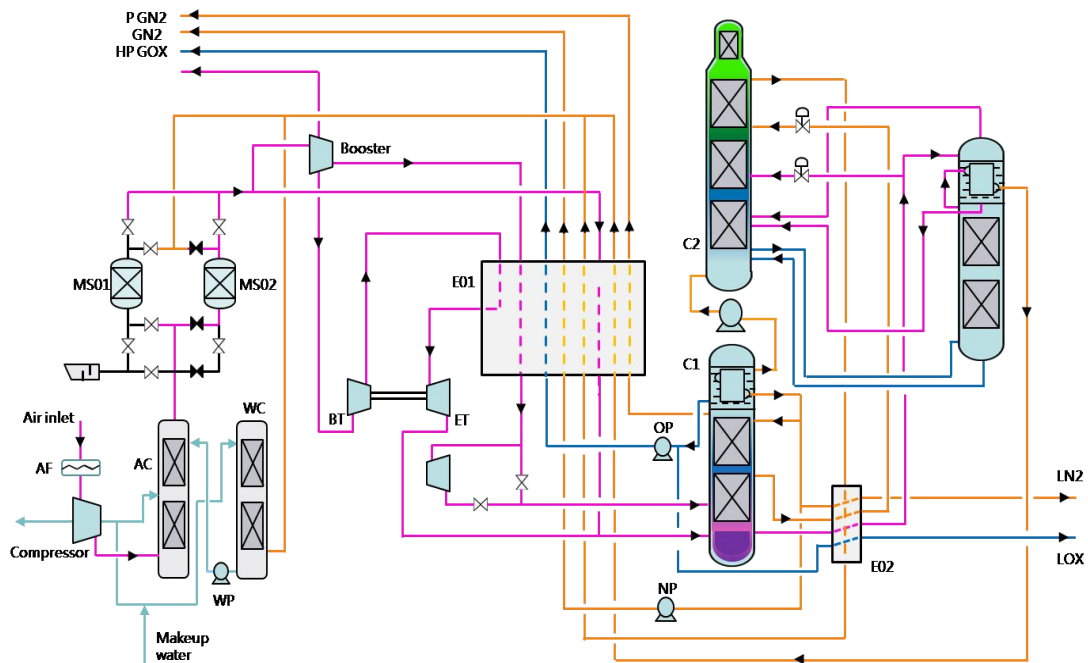 P GN2
GN2
HP GOX
Booster
C2
MS01
MS02
E01
C1
BT
ET
WC
Air inlet
AF
AC
OP
LN2
Compressor
WP
E02
LOX
NP
Makeup
water